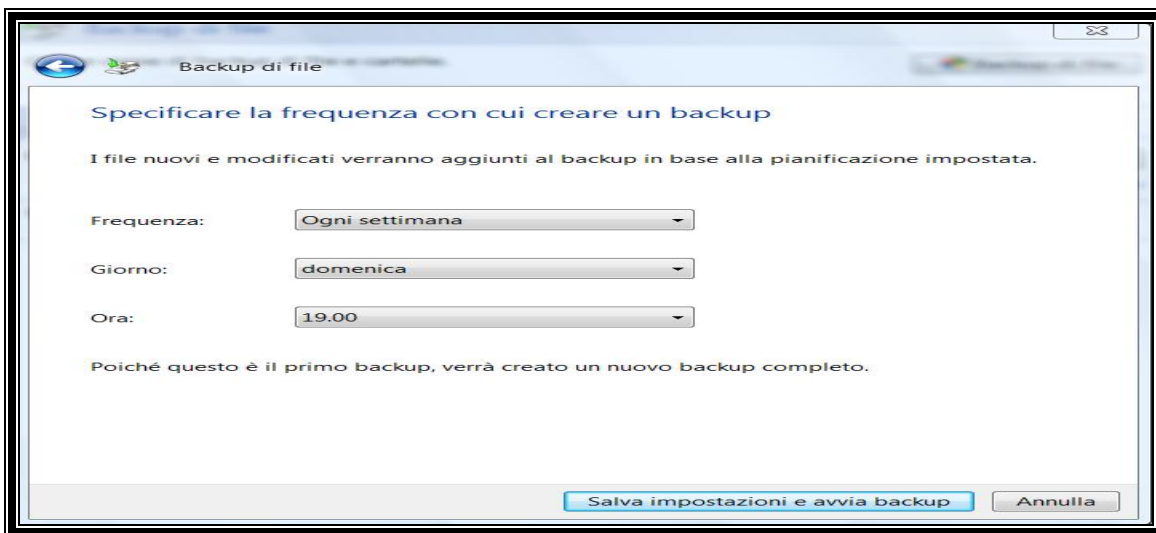 Backup di file
Specificare la frequenza con cui creare un backup
I file nuovi e modificati verranno aggiunti al backup in base alla pianificazione impostata.
Frequenza: Ogni settimana
Giorno: domenica
Ora: 19.00
Poiché questo è il primo backup, verrà creato un nuovo backup completo.
Salva impostazioni e avvia backup Annulla